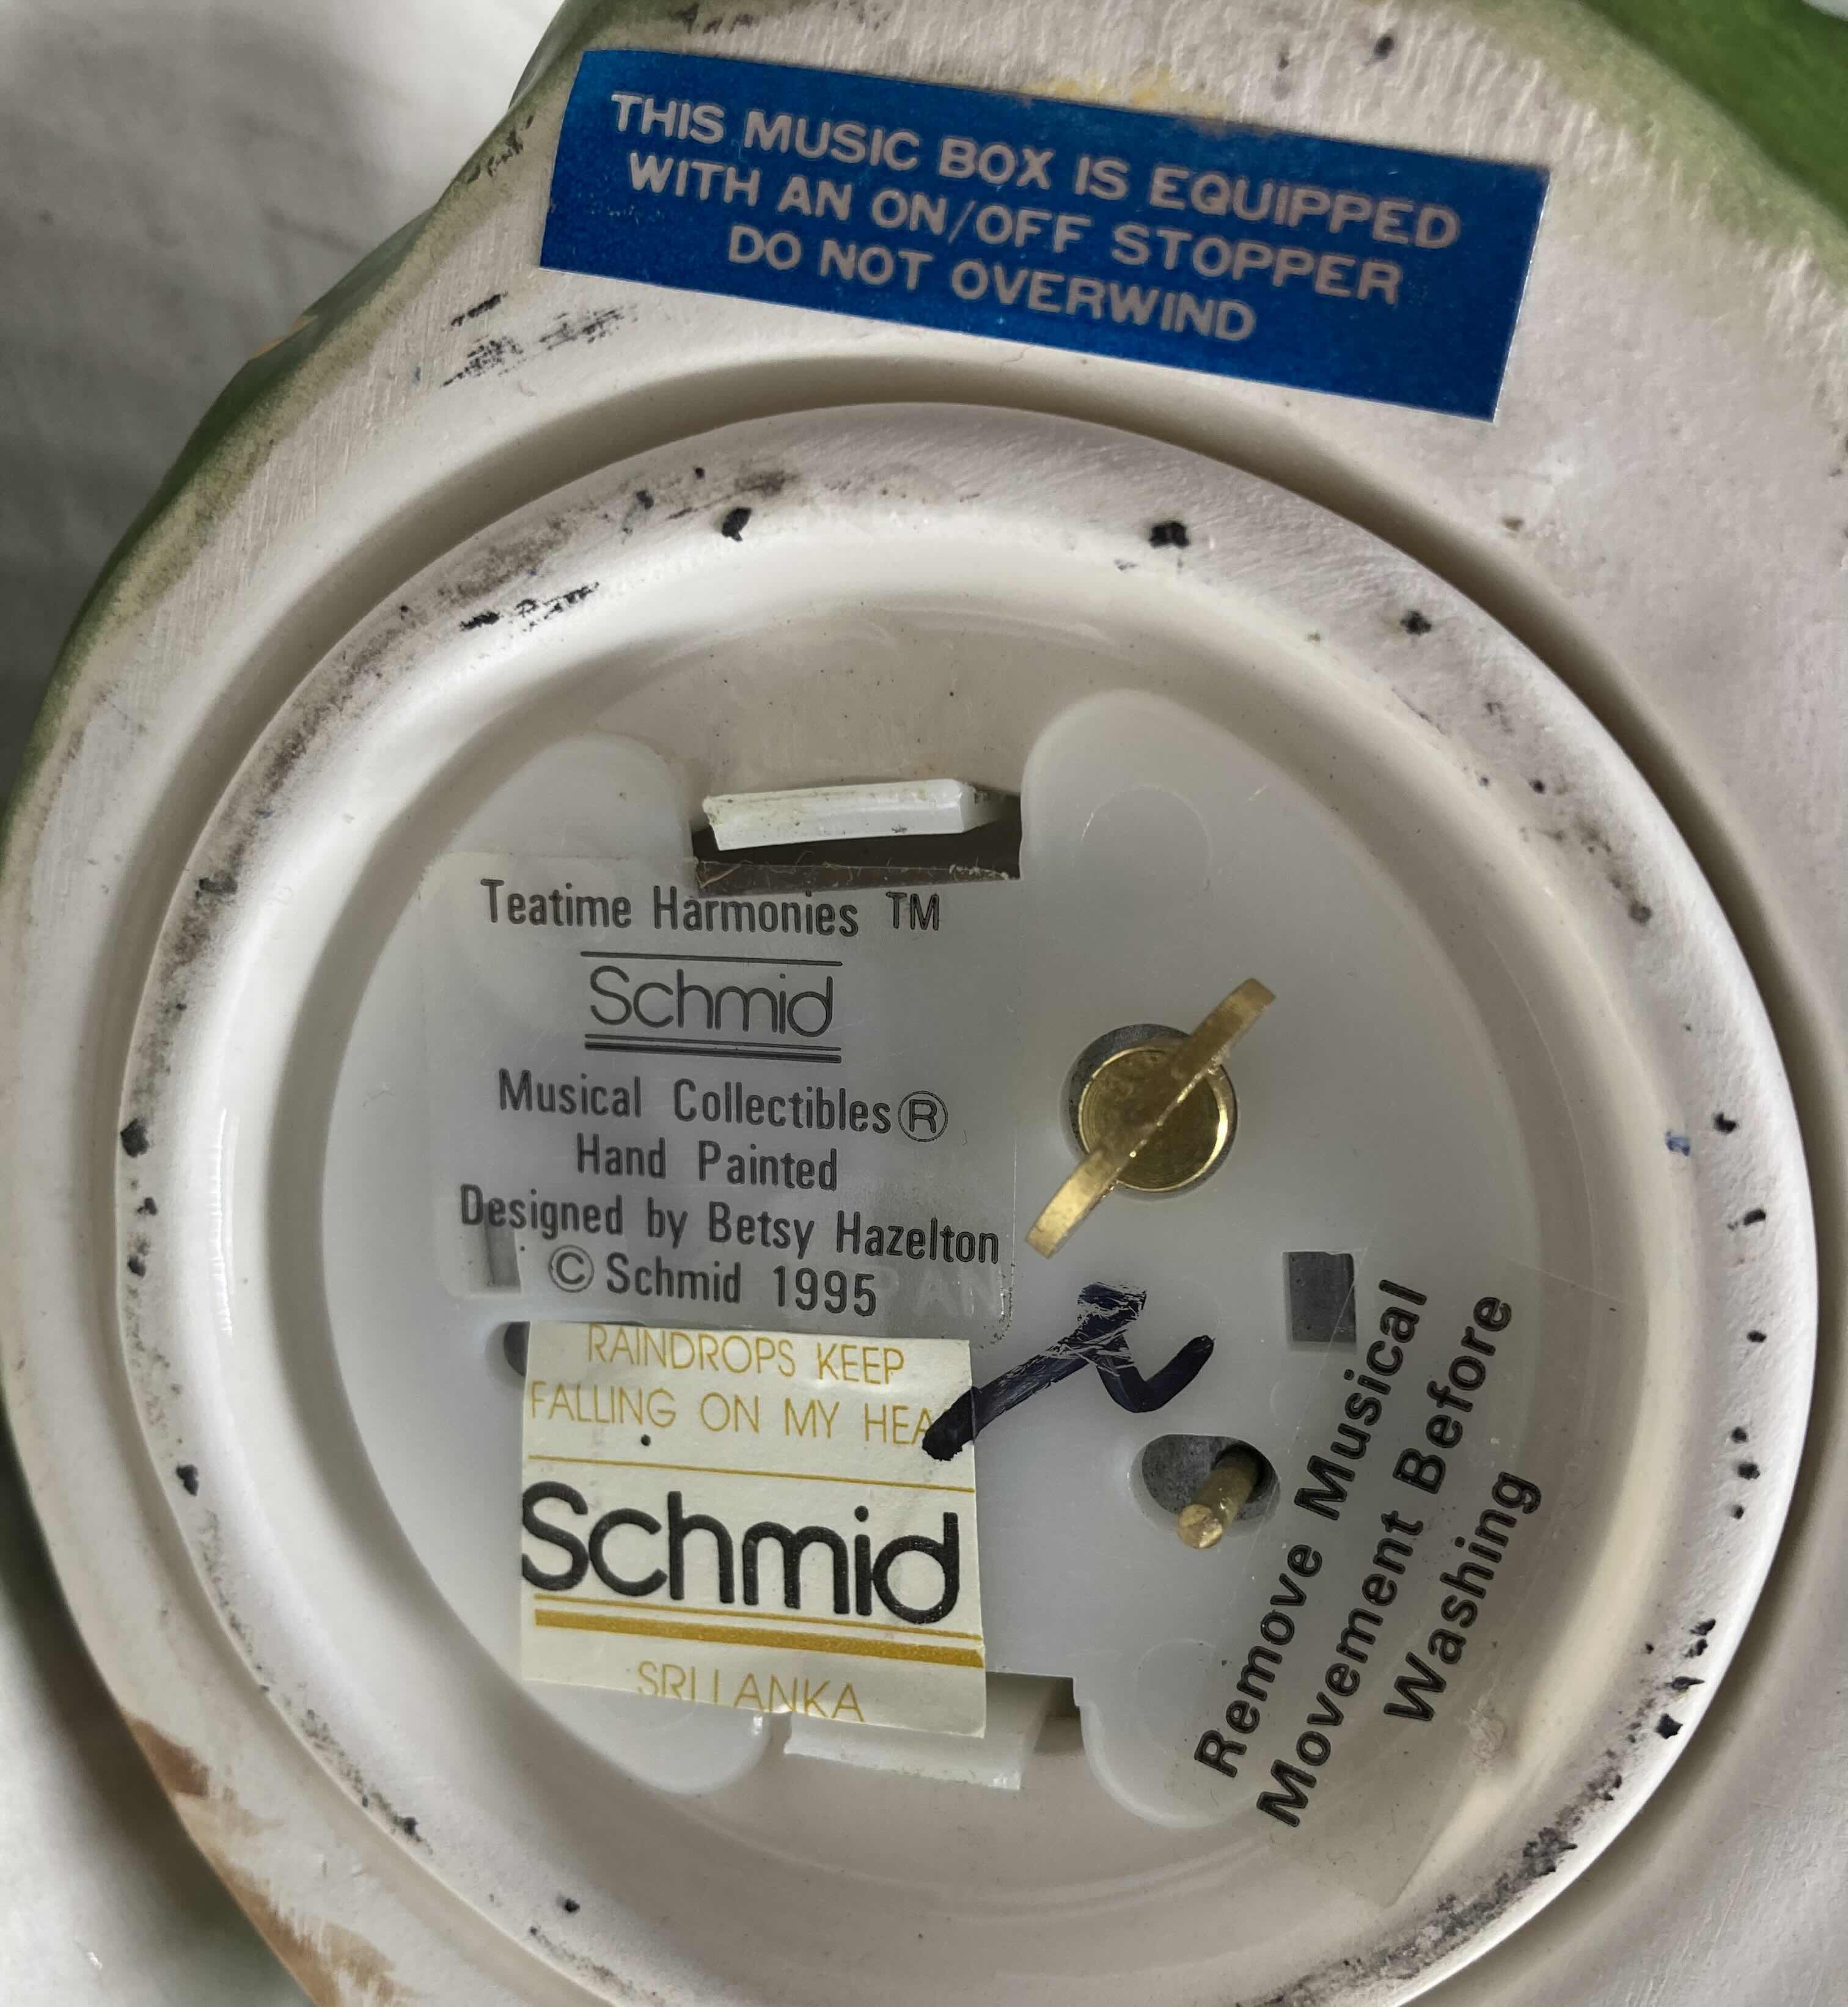 THIS MUSIC BOX IS EQUIPPED
WITH AN ON/OFF STOPPER
DO NOT OVERWIND
Teatime Harmonies TM
Schmid
Musical Collectibles®
Hand Painted
Designed by Betsy Hazelton
© Schmid 1995
RAINDROPS KEEP
FALLING ON MY HEA
Schmid
SRI LANKA
Remove Musical
Movement Before
Washing